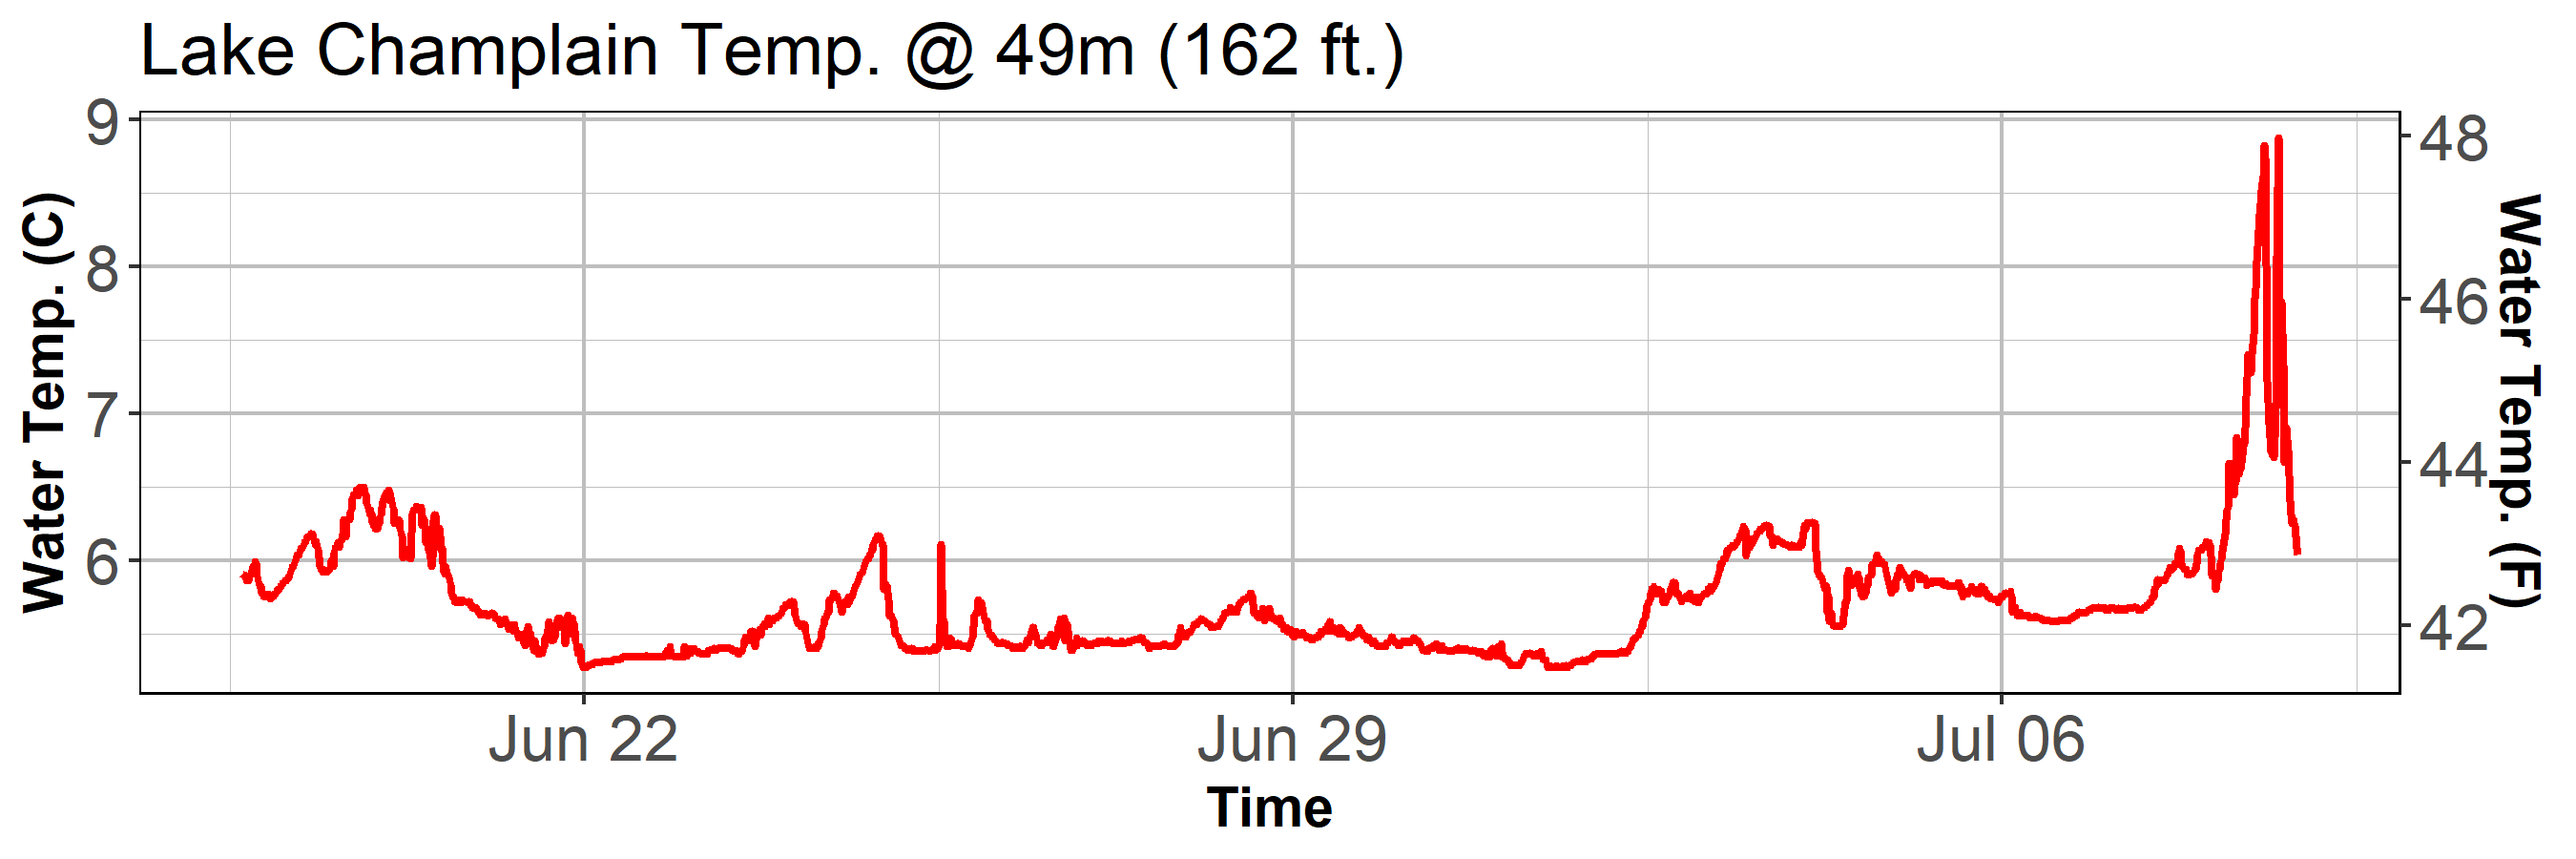 Lake Champlain Temp. @ 49m (162 ft.)
Water Temp. (C)
9
8
7
6
48
46
44
42
Water Temp. (F)
Jun 22
Jun 29
Jul 06
Time